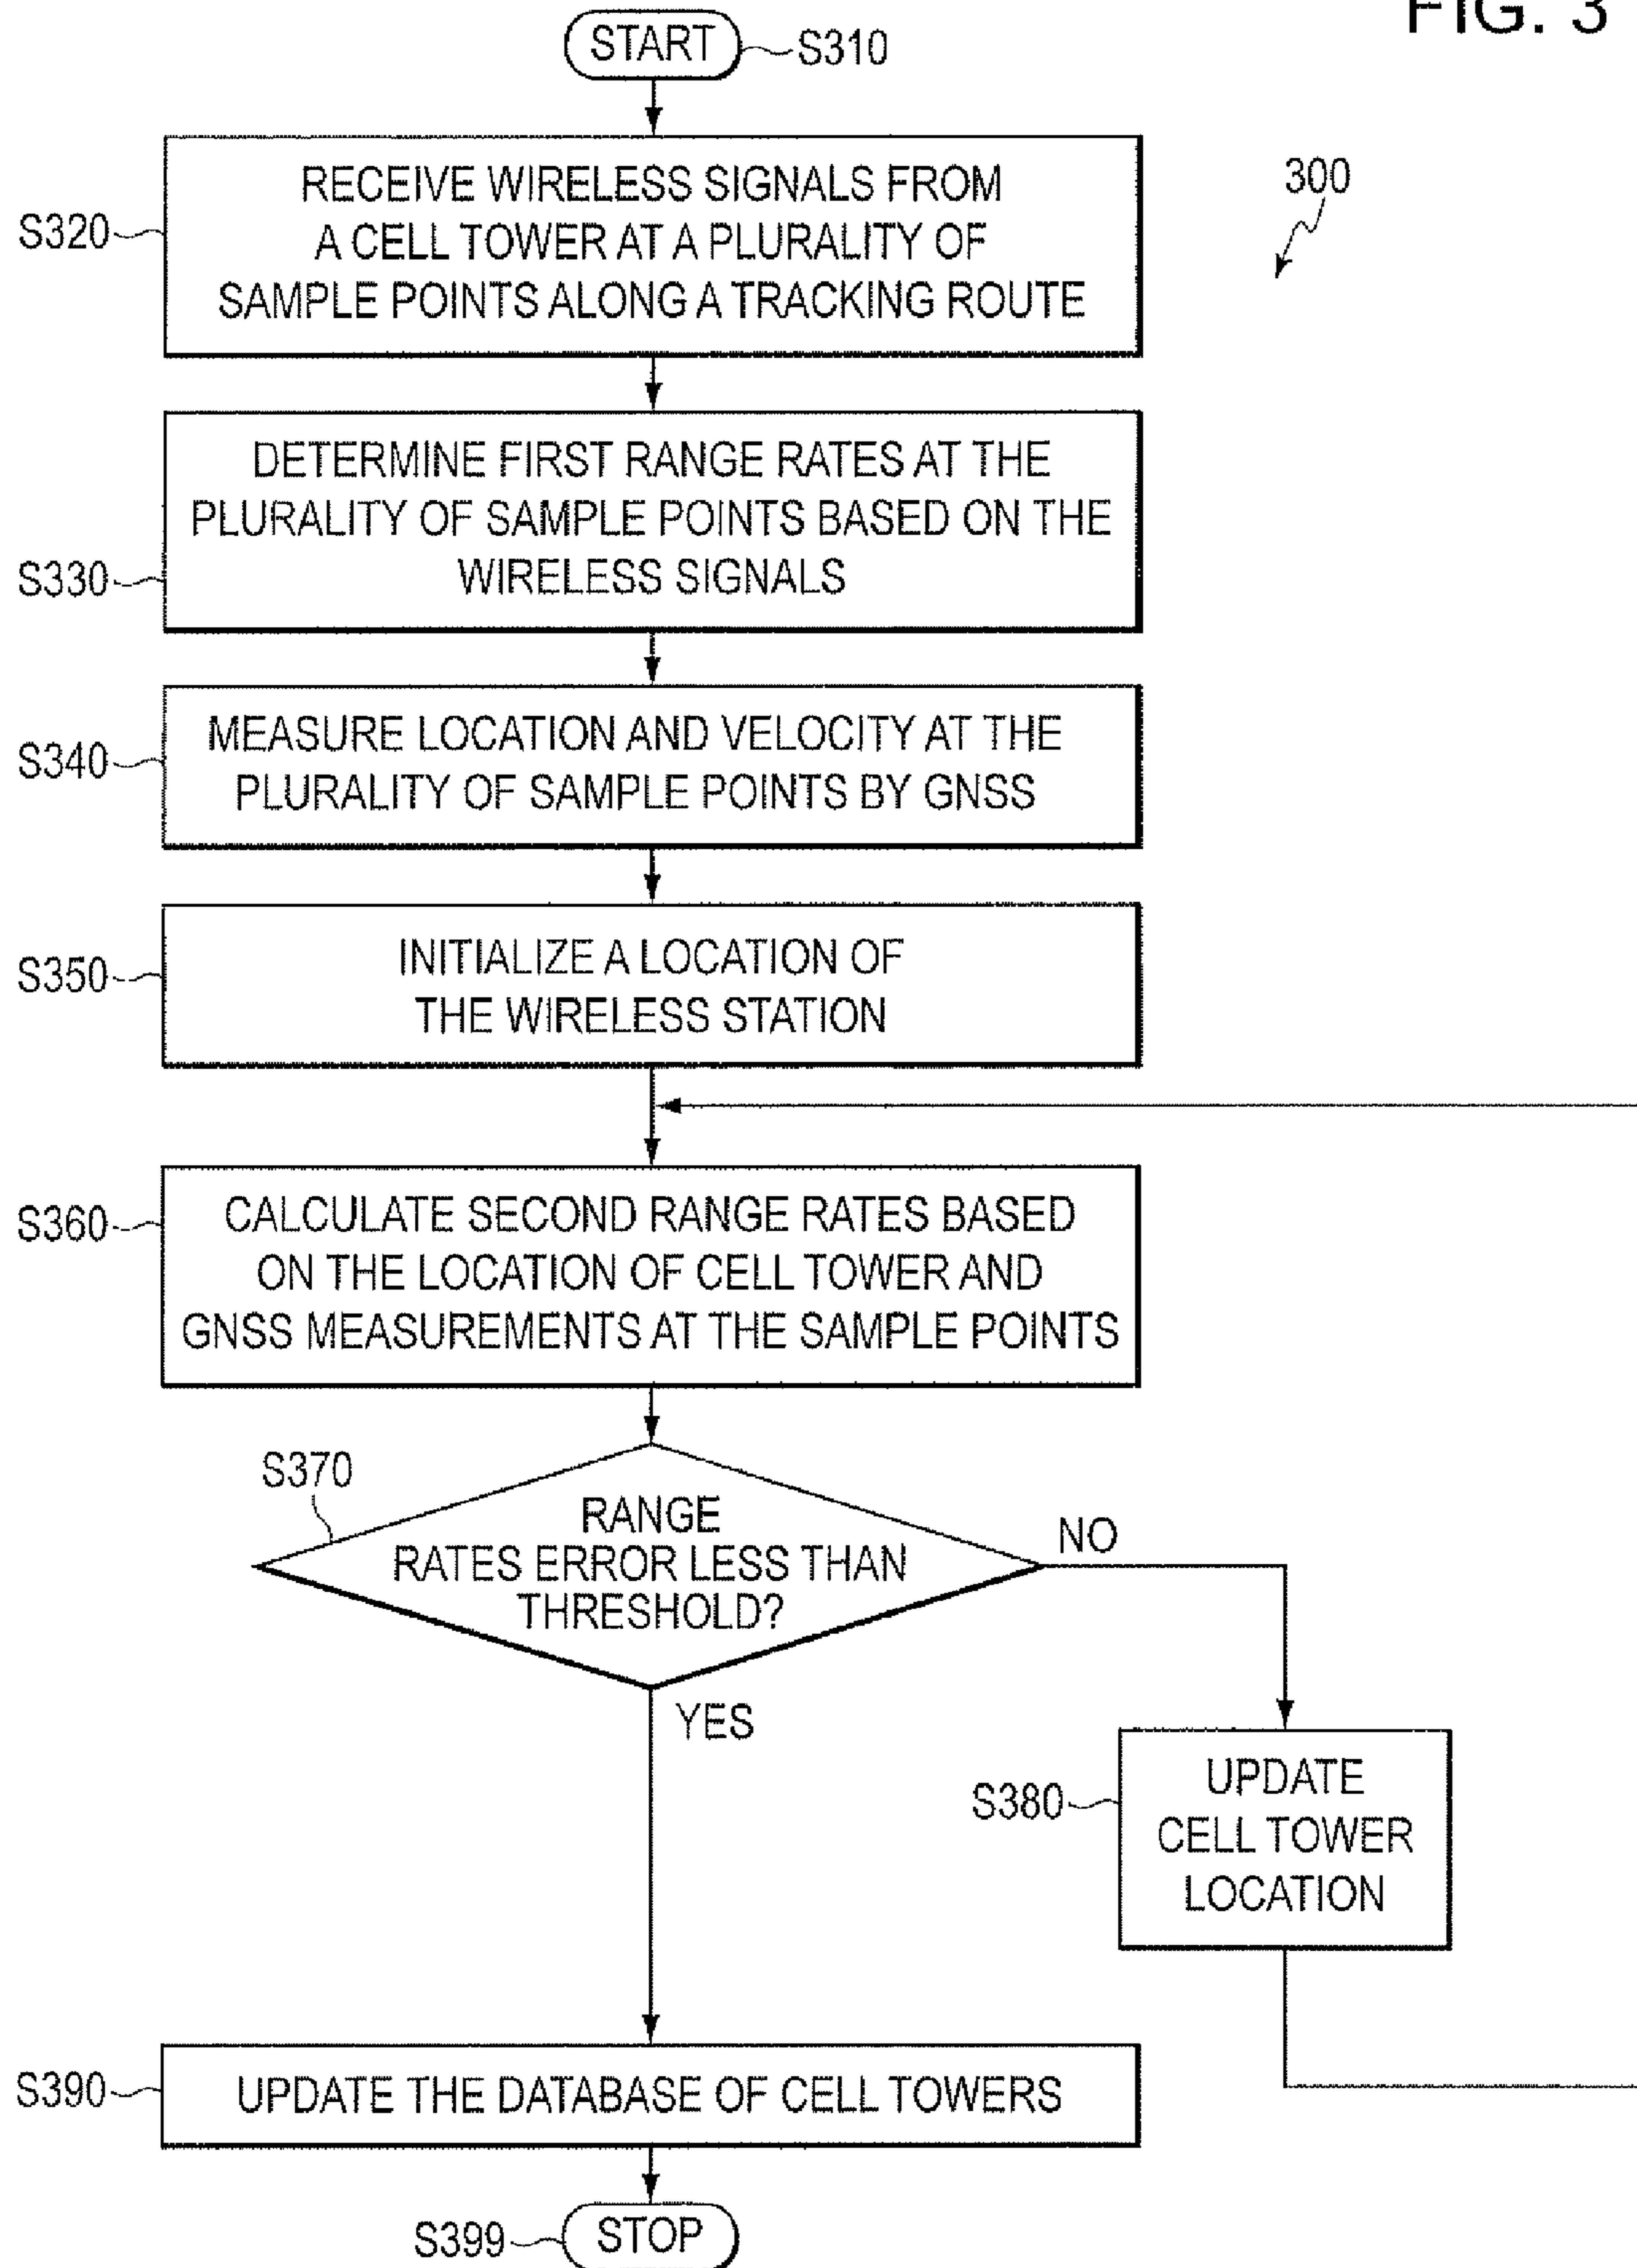 FIG. 3
START
S310
300
S320
RECEIVE WIRELESS SIGNALS FROM
A CELL TOWER AT A PLURALITY OF
SAMPLE POINTS ALONG A TRACKING ROUTE
S330
DETERMINE FIRST RANGE RATES AT THE
PLURALITY OF SAMPLE POINTS BASED ON THE
WIRELESS SIGNALS
S340
MEASURE LOCATION AND VELOCITY AT THE
PLURALITY OF SAMPLE POINTS BY GNSS
S350
INITIALIZE A LOCATION OF
THE WIRELESS STATION
S360
CALCULATE SECOND RANGE RATES BASED
ON THE LOCATION OF CELL TOWER AND
GNSS MEASUREMENTS AT THE SAMPLE POINTS
S370
RANGE
RATES ERROR LESS THAN
THRESHOLD?
NO
YES
S380
UPDATE
CELL TOWER
LOCATION
S390
UPDATE THE DATABASE OF CELL TOWERS
S399
STOP